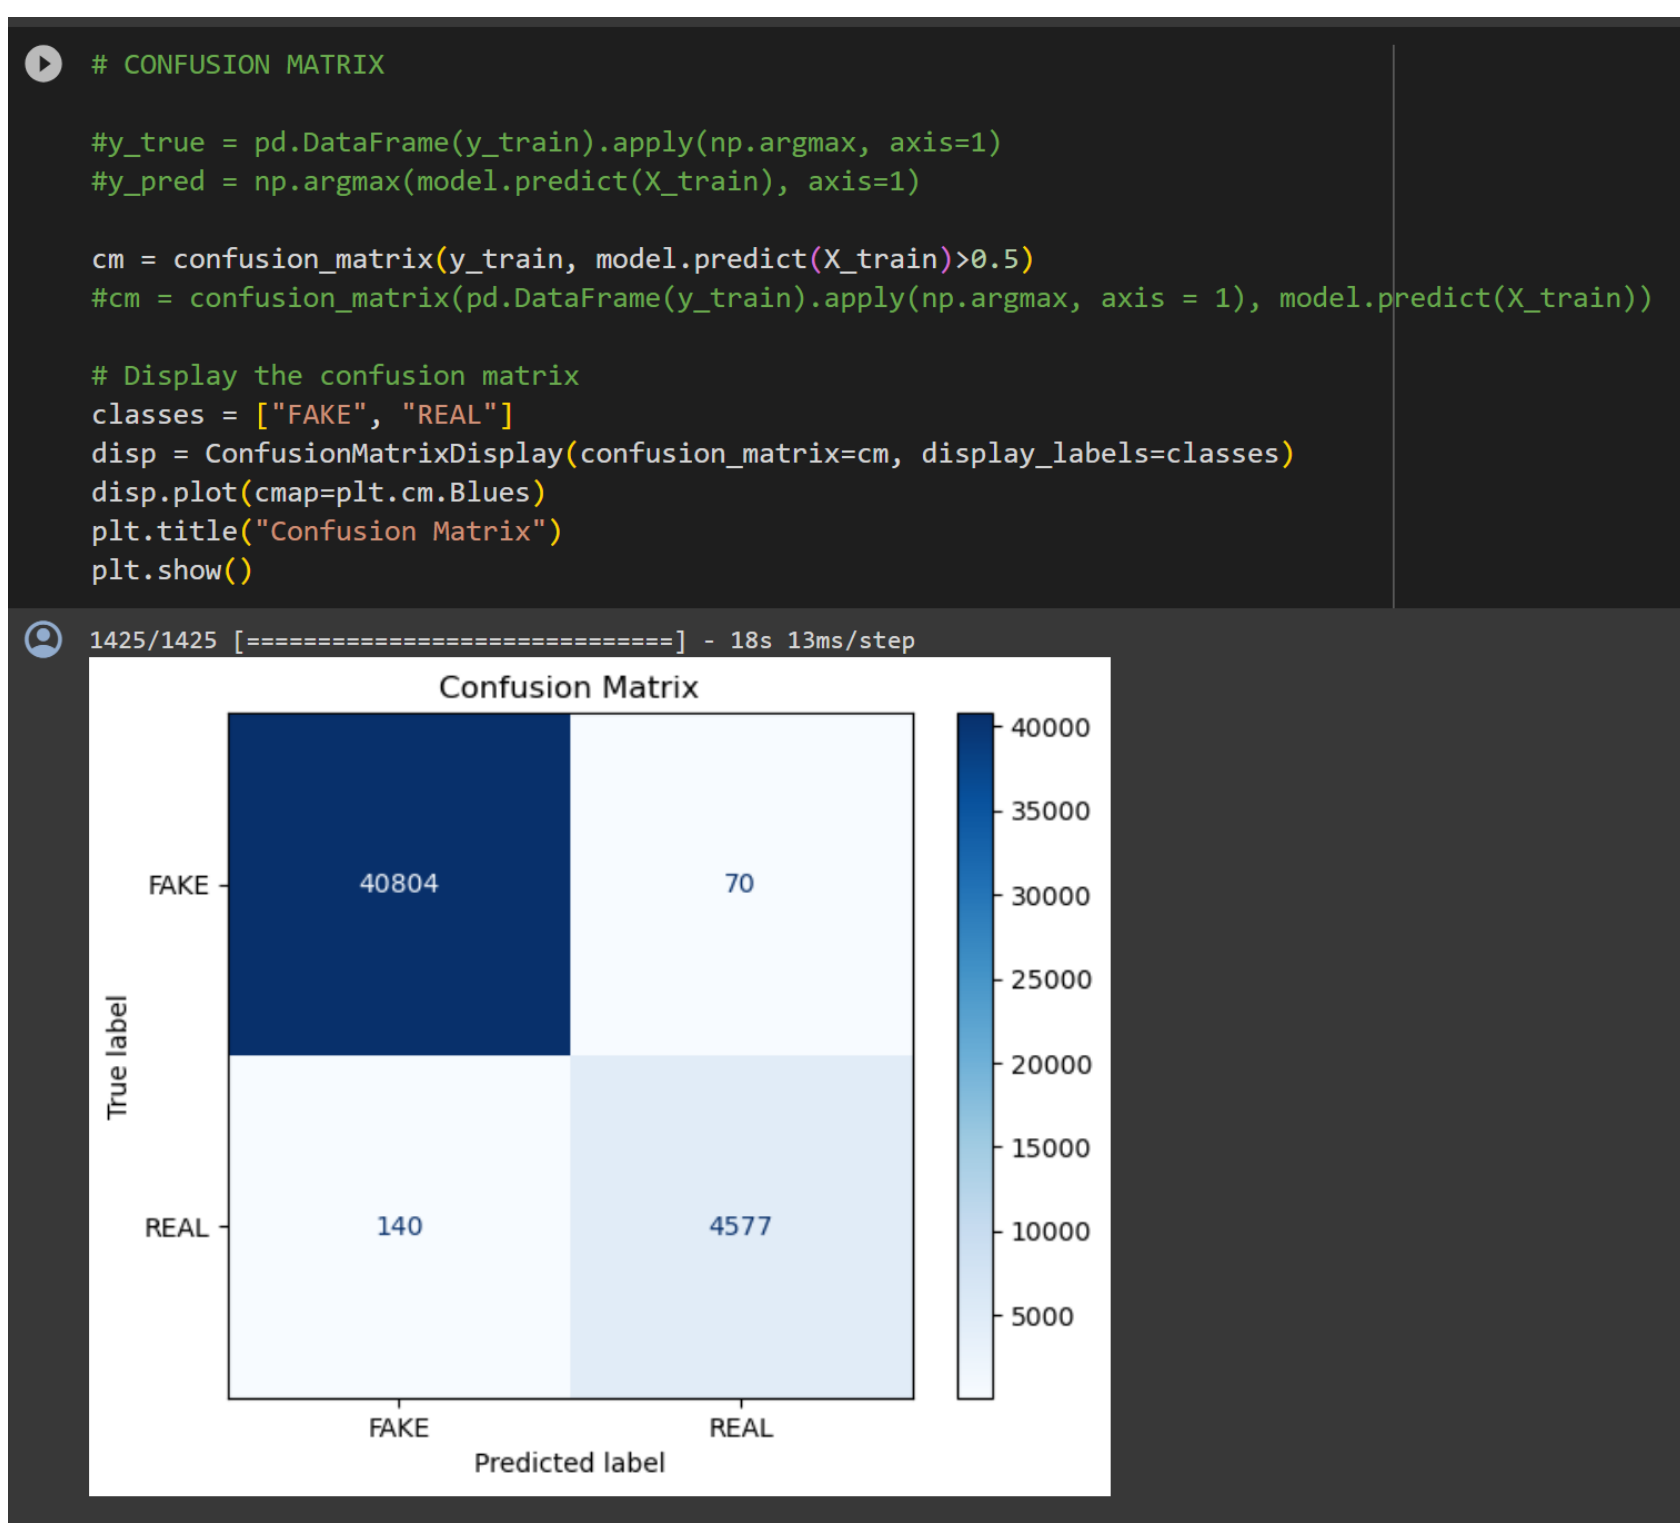 # CONFUSION MATRIX
#y_true = pd.DataFrame(y_train).apply(np.argmax, axis=1)
#y_pred = np.argmax(model.predict(X_train), axis=1)
cm = confusion_matrix(y_train, model.predict(X_train)>0.5)
#cm = confusion_matrix(pd.DataFrame(y_train).apply(np.argmax, axis = 1), model.predict(X_train))
# Display the confusion matrix
classes = ["FAKE", "REAL"]
disp = ConfusionMatrixDisplay(confusion_matrix=cm, display_labels=classes)
disp.plot(cmap=plt.cm.Blues)
plt.title("Confusion Matrix")
plt.show()
1425/1425 [==============================] - 18s 13ms/step
Confusion Matrix
40000
35000
30000
25000
20000
15000
10000
5000
FAKE
40804
70
True label
REAL
140
4577
FAKE
REAL
Predicted label